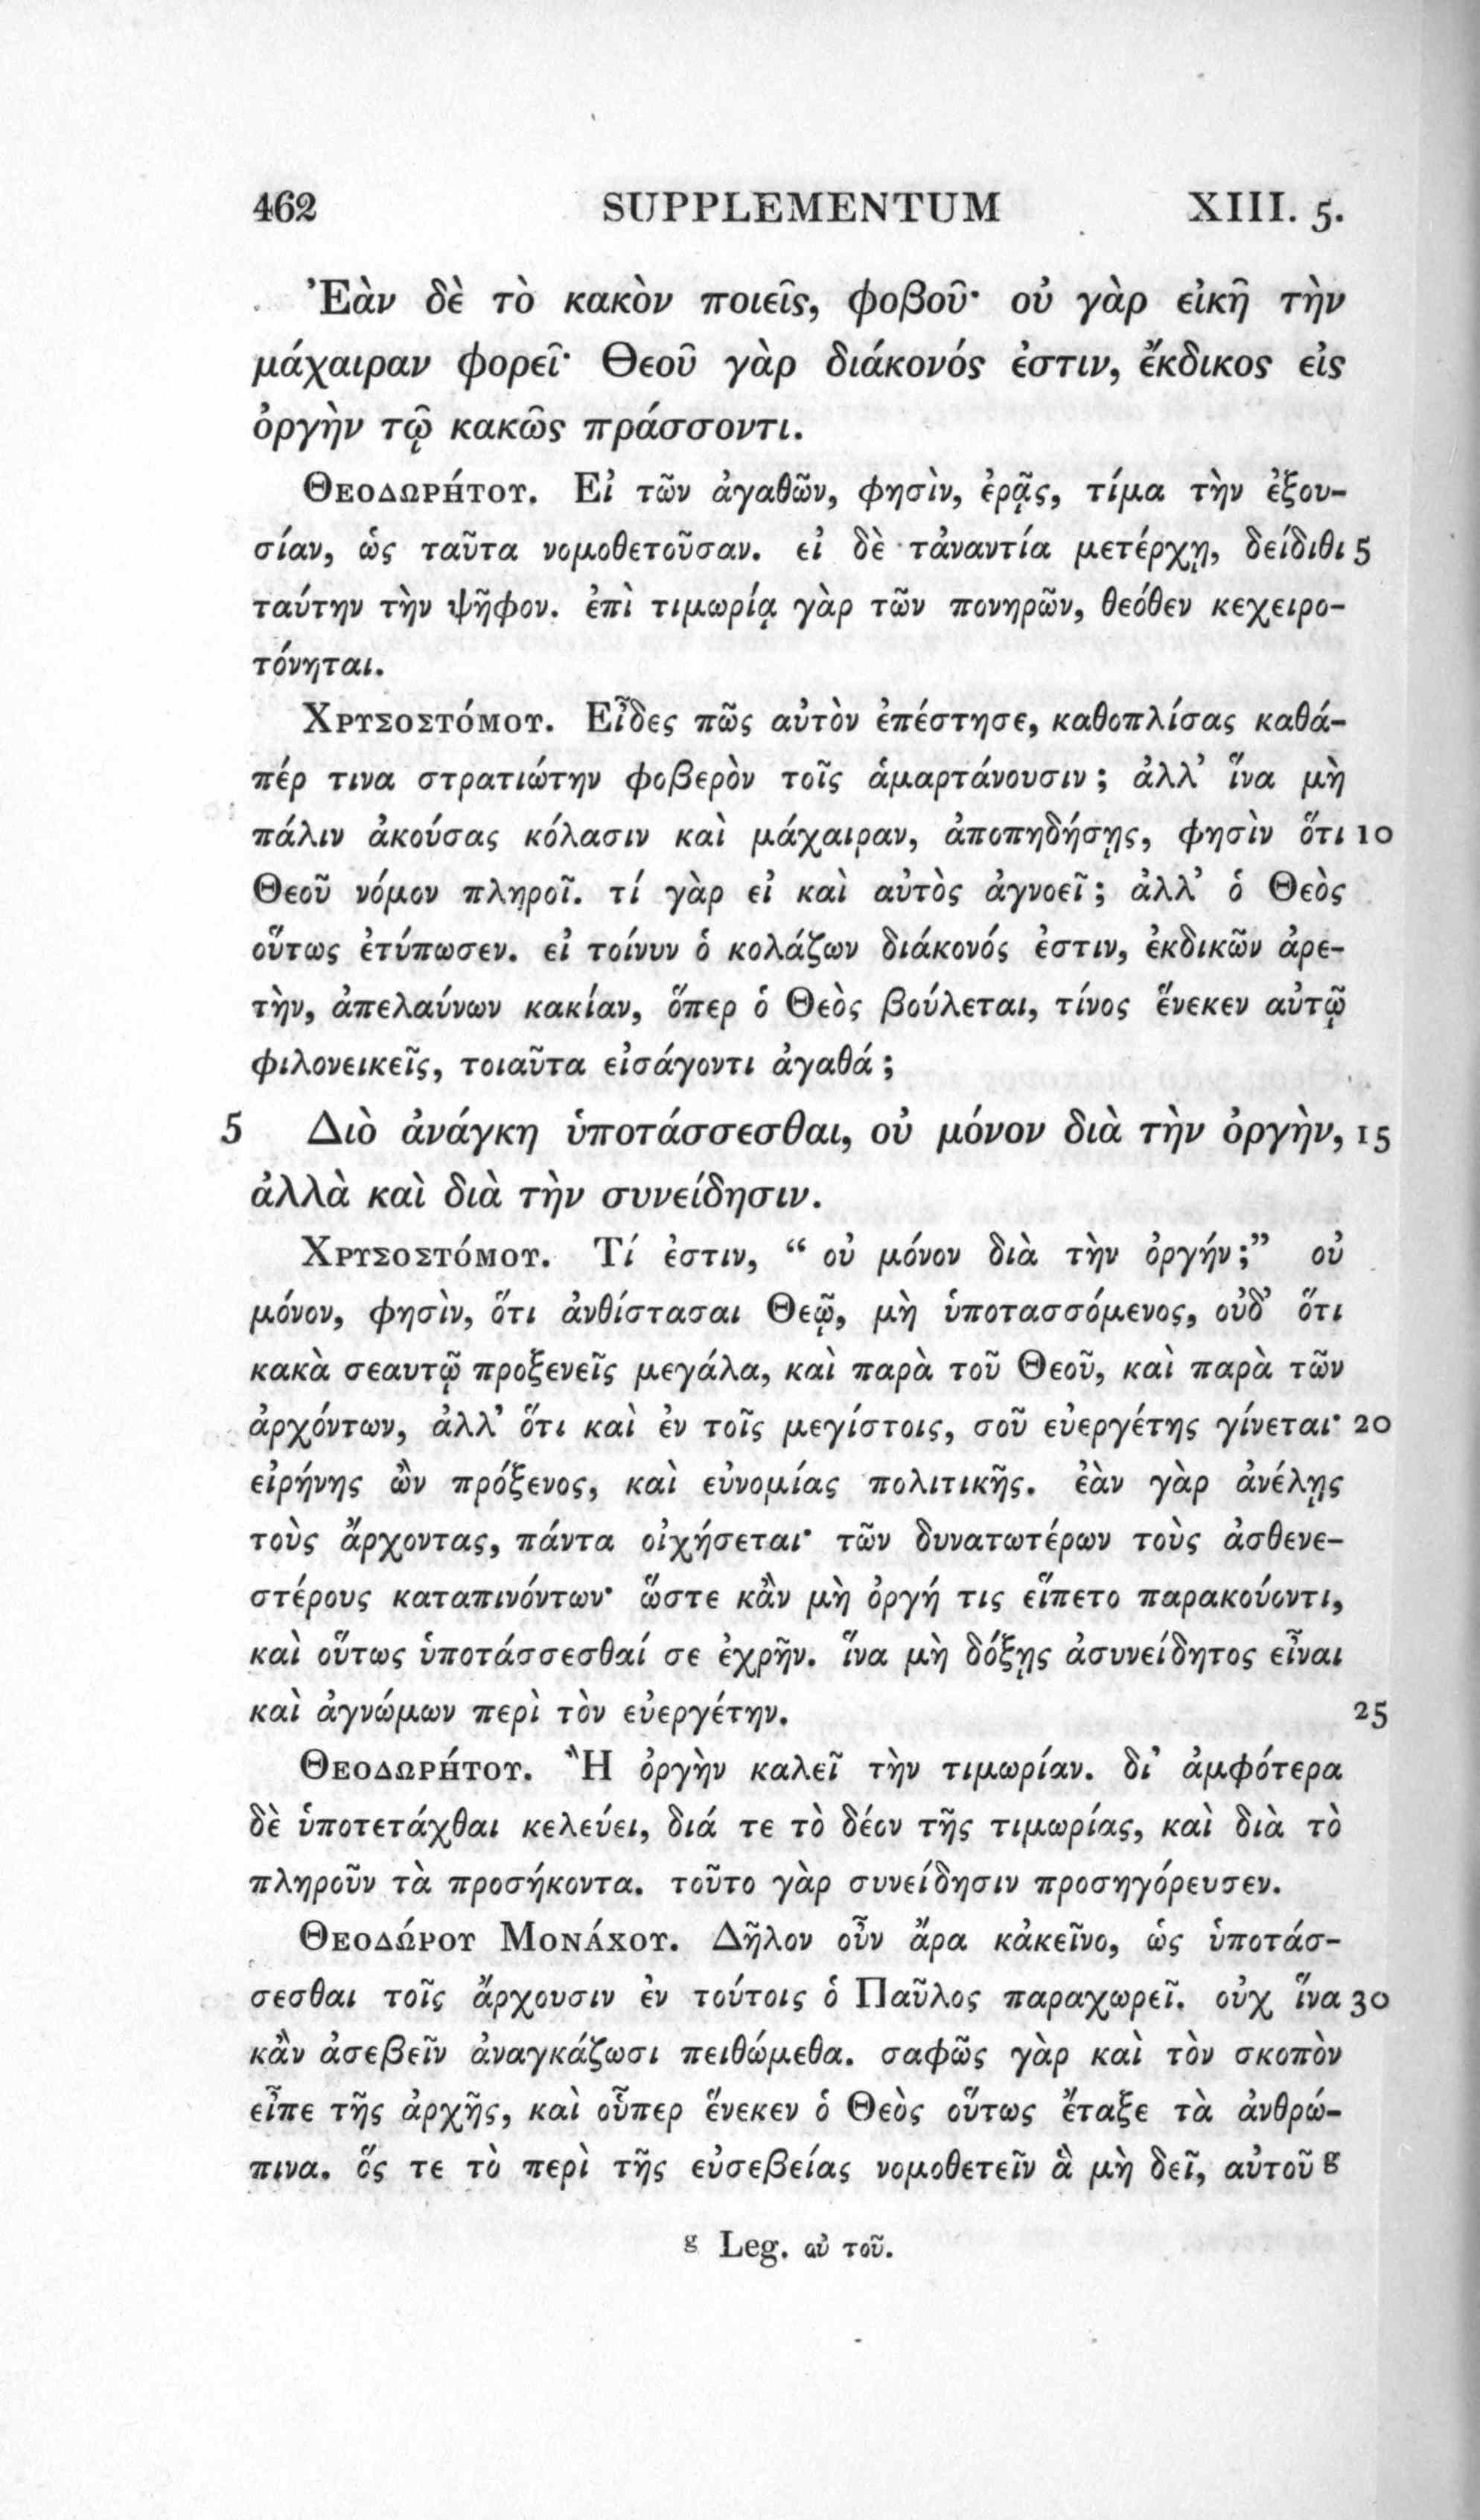 462 SUPPLEMENTUM XIII. 5.
Ἐὰν δὲ τὸ κακὸν ποιεῖς, φοβοῦ· οὐ γὰρ εἰκῆ τὴν
μάχαιραν φορεῖ· Θεοῦ γὰρ διάκονός ἐστιν, ἔκδικος εἰς
ὀργὴν τῷ κακῶς πράσσοντι.
Θεοδωρήτου. Εἰ τῶν ἀγαθῶν, φησὶν, ἐρᾷς, τίμα τὴν ἐξου-
σίαν, ὡς ταῦτα νομοθετοῦσαν. εἰ δὲ τἀναντία μετέρχῃ, δείδιθι 5
ταύτην τὴν ψῆφον. ἐπὶ τιμωρίᾳ γὰρ τῶν πονηρῶν, θεόθεν κεχειρο-
τόνηται.
Χρυσοστόμου. Εἶδες πῶς αὐτὸν ἐπέστησε, καθοπλίσας καθά-
πέρ τινα στρατιώτην φοβερὸν τοῖς ἁμαρτάνουσιν; ἀλλ’ ἵνα μὴ
πάλιν ἀκούσας κόλασιν καὶ μάχαιραν, ἀποπηδήσῃς, φησὶν ὅτι 10
Θεοῦ νόμον πληροῖ. τί γὰρ εἰ καὶ αὐτὸς ἀγνοεῖ; ἀλλ’ ὁ Θεὸς
οὕτως ἐτύπωσεν. εἰ τοίνυν ὁ κολάζων διάκονός ἐστιν, ἐκδικῶν ἀρε-
τὴν, ἀπελαύνων κακίαν, ὅπερ ὁ Θεὸς βούλεται, τίνος ἕνεκεν αὐτῷ
φιλονεικεῖς, τοιαῦτα εἰσάγοντι ἀγαθά;
5 Διὸ ἀνάγκη ὑποτάσσεσθαι, οὐ μόνον διὰ τὴν ὀργὴν, 15
ἀλλὰ καὶ διὰ τὴν συνείδησιν.
Χρυσοστόμου. Τί ἐστιν, “ οὐ μόνον διὰ τὴν ὀργήν;” οὐ
μόνον, φησὶν, ὅτι ἀνθίστασαι Θεῷ, μὴ ὑποτασσόμενος, οὐδ’ ὅτι
κακὰ σεαυτῷ προξενεῖς μεγάλα, καὶ παρὰ τοῦ Θεοῦ, καὶ παρὰ τῶν
ἀρχόντων, ἀλλ’ ὅτι καὶ ἐν τοῖς μεγίστοις, σοῦ εὐεργέτης γίνεται· 20
εἰρήνης ὢν πρόξενος, καὶ εὐνομίας πολιτικῆς. ἐὰν γὰρ ἀνέλῃς
τοὺς ἄρχοντας, πάντα οἰχήσεται· τῶν δυνατωτέρων τοὺς ἀσθενε-
στέρους καταπινόντων· ὥστε κἂν μὴ ὀργή τις εἵπετο παρακούοντι,
καὶ οὕτως ὑποτάσσεσθαί σε ἐχρῆν. ἵνα μὴ δόξῃς ἀσυνείδητος εἶναι
καὶ ἀγνώμων περὶ τὸν εὐεργέτην. 25
Θεοδωρήτου. Ἢ ὀργὴν καλεῖ τὴν τιμωρίαν. δι’ ἀμφότερα
δὲ ὑποτετάχθαι κελεύει, διά τε τὸ δέον τῆς τιμωρίας, καὶ διὰ τὸ
πληροῦν τὰ προσήκοντα. τοῦτο γὰρ συνείδησιν προσηγόρευσεν.
Θεοδώρου Μονάχου. Δῆλον οὖν ἄρα κἀκεῖνο, ὡς ὑποτάσ-
σεσθαι τοῖς ἄρχουσιν ἐν τούτοις ὁ Παῦλος παραχωρεῖ. οὐχ ἵνα 30
κἂν ἀσεβεῖν ἀναγκάζωσι πειθώμεθα. σαφῶς γὰρ καὶ τὸν σκοπὸν
εἶπε τῆς ἀρχῆς, καὶ οὗπερ ἕνεκεν ὁ Θεὸς οὕτως ἔταξε τὰ ἀνθρώ-
πινα. ὅς τε τὸ περὶ τῆς εὐσεβείας νομοθετεῖν ἃ μὴ δεῖ, αὐτοῦ g
g Leg. αὐ τοῦ.